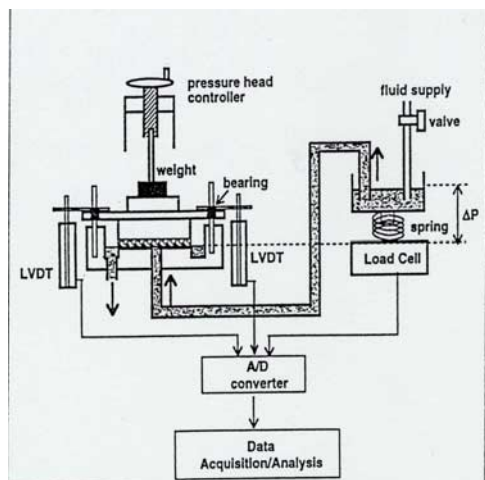 pressure head
controller
fluid supply
valve
weight
bearing
ΔP
spring
LVDT
LVDT
Load Cell
A/D
converter
Data
Acquisition/Analysis